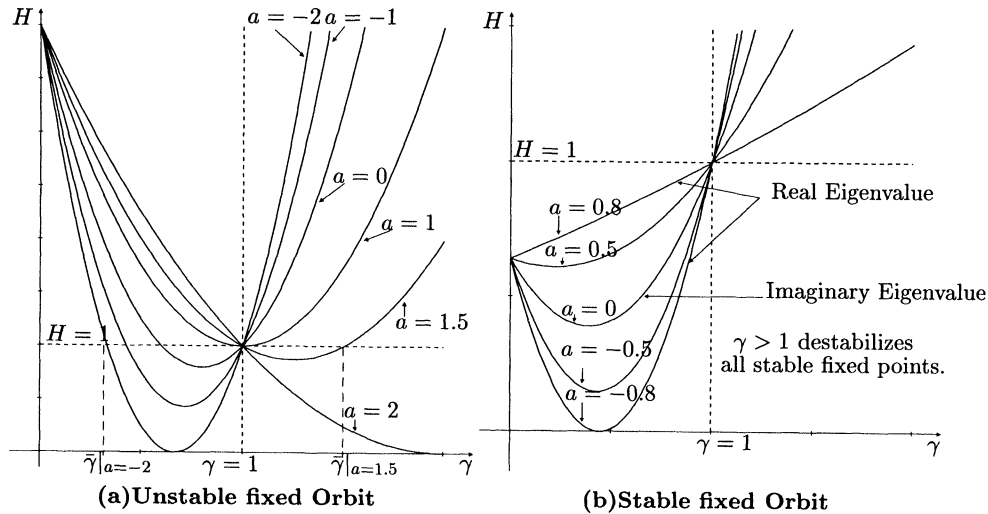 H
a = −2
a = −1
a = 0
a = 1
H = 1
a = 1.5
a = 2
γ̄|a=−2
γ = 1
γ̄|a=1.5
γ
(a)Unstable fixed Orbit
H
H = 1
Real Eigenvalue
a = 0.8
a = 0.5
Imaginary Eigenvalue
a = 0
a = −0.5
γ > 1 destabilizes
all stable fixed points.
a = −0.8
γ = 1
γ
(b)Stable fixed Orbit